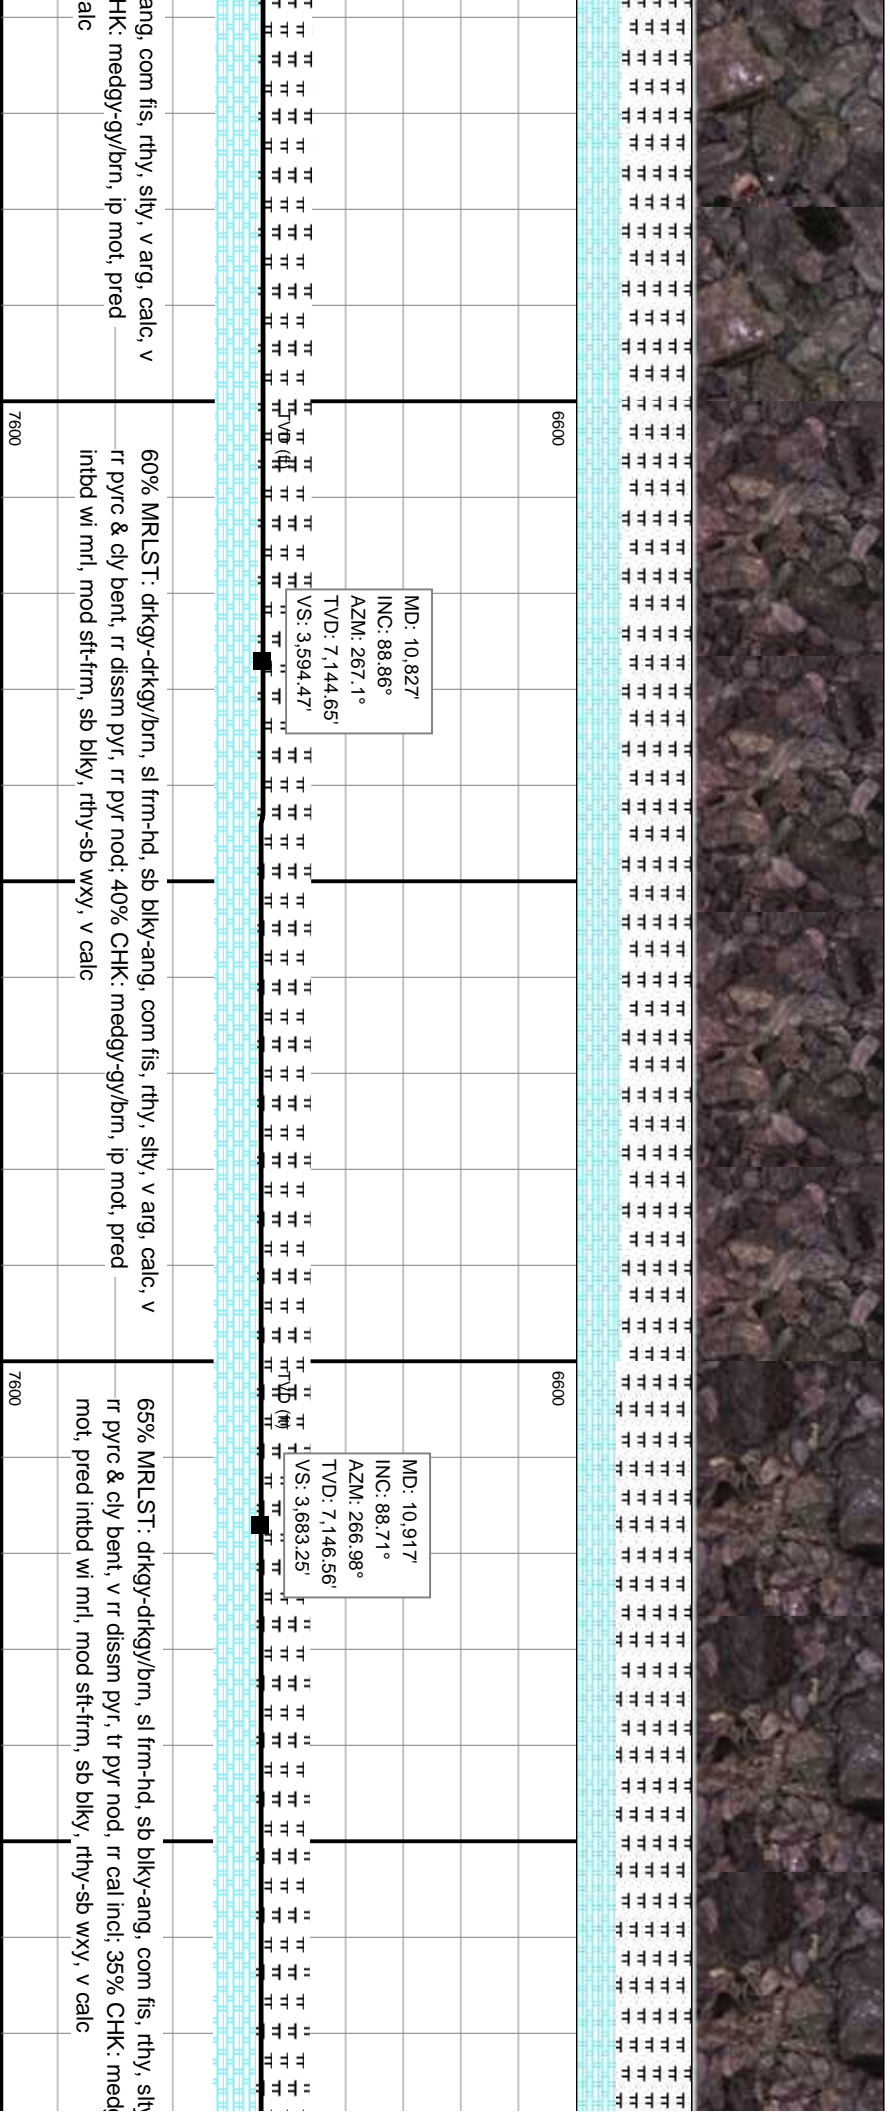 ang, com fis, rthy, slty, v arg, calc, v
HK: medgy-gy/brn, ip mot, pred
alc
6600
TVD (ft)
7600
MD: 10,827'
INC: 88.86°
AZM: 267.1°
TVD: 7,144.65'
VS: 3,594.47'
60% MRLST: drkgy-drkgy/brn, sl frm-hd, sb blky-ang, com fis, rthy, slty, v arg, calc, v
rr pyrc & cly bent, rr dissm pyr, rr pyr nod; 40% CHK: medgy-gy/brn, ip mot, pred
intbd wi mrl, mod sft-frm, sb blky, rthy-sb wxy, v calc
6600
TVD (ft)
7600
MD: 10,917'
INC: 88.71°
AZM: 266.98°
TVD: 7,146.56'
VS: 3,683.25'
65% MRLST: drkgy-drkgy/brn, sl frm-hd, sb blky-ang, com fis, rthy, slty
rr pyrc & cly bent, v rr dissm pyr, tr pyr nod, rr cal incl; 35% CHK: medg
mot, pred intbd wi mrl, mod sft-frm, sb blky, rthy-sb wxy, v calc